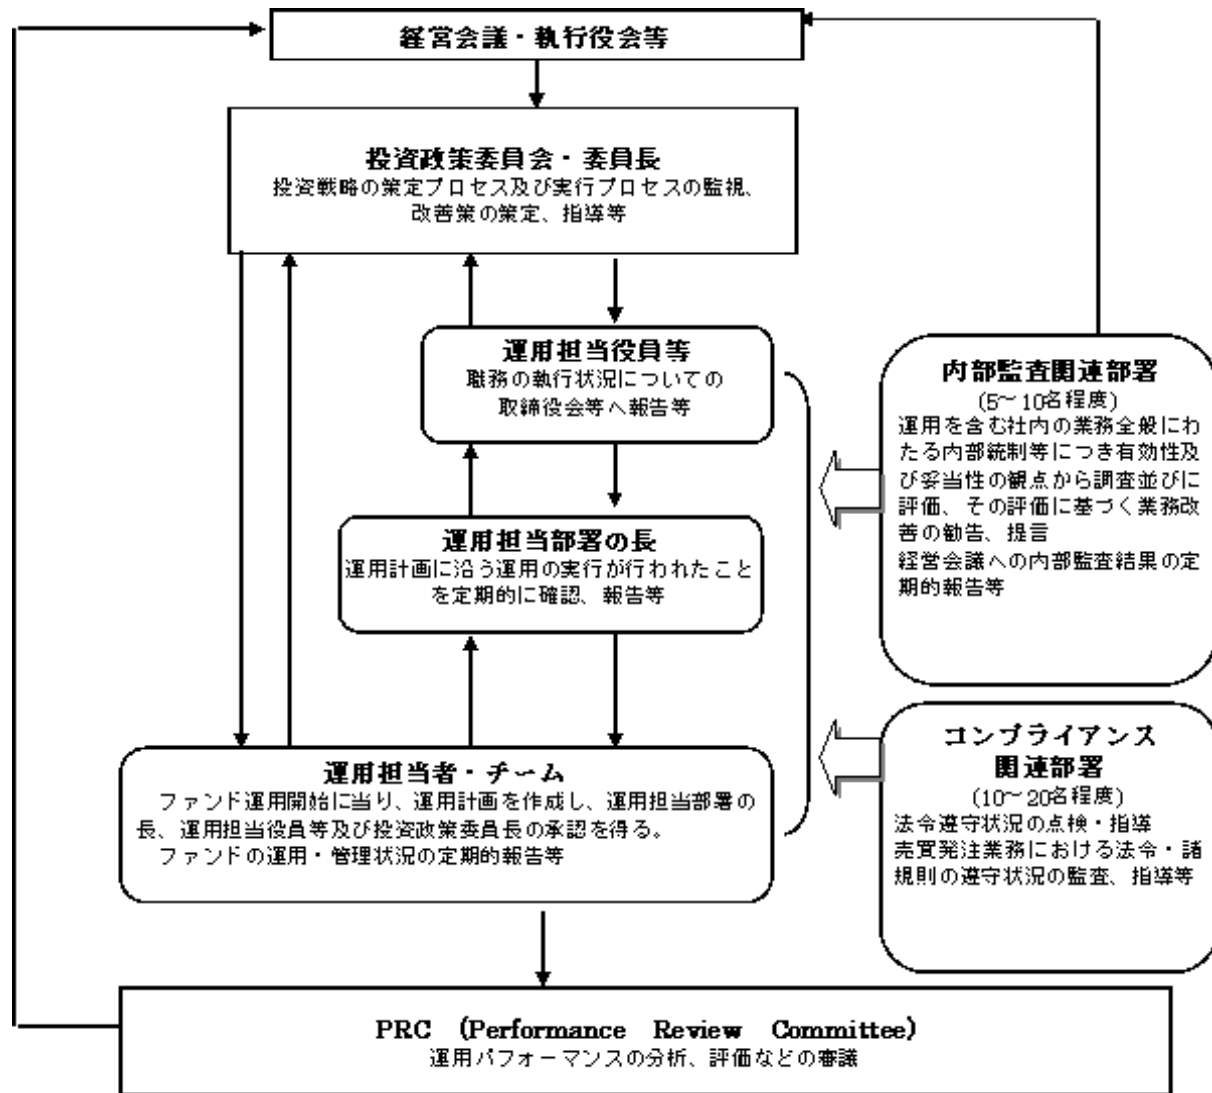 経営会議・執行役会等
投資政策委員会・委員長
投資戦略の策定プロセス及び実行プロセスの監視、
改善策の策定、指導等
運用担当役員等
職務の執行状況についての
取締役会等へ報告等
運用担当部署の長
運用計画に沿う運用の実行が行われたこと
を定期的に確認、報告等
運用担当者・チーム
ファンド運用開始に当り、運用計画を作成し、運用担当部署の
長、運用担当役員等及び投資政策委員長の承認を得る。
ファンドの運用・管理状況の定期的報告等
内部監査関連部署
(5～10名程度)
運用を含む社内の業務全般にわ
たる内部統制等につき有効性及
び妥当性の観点から調査並びに
評価、その評価に基づく業務改
善の勧告、提言
経営会議への内部監査結果の定
期的報告等
コンプライアンス
関連部署
(10～20名程度)
法令遵守状況の点検・指導
売買発注業務における法令・諸
規則の遵守状況の監査、指導等
PRC (Performance Review Committee)
運用パフォーマンスの分析、評価などの審議